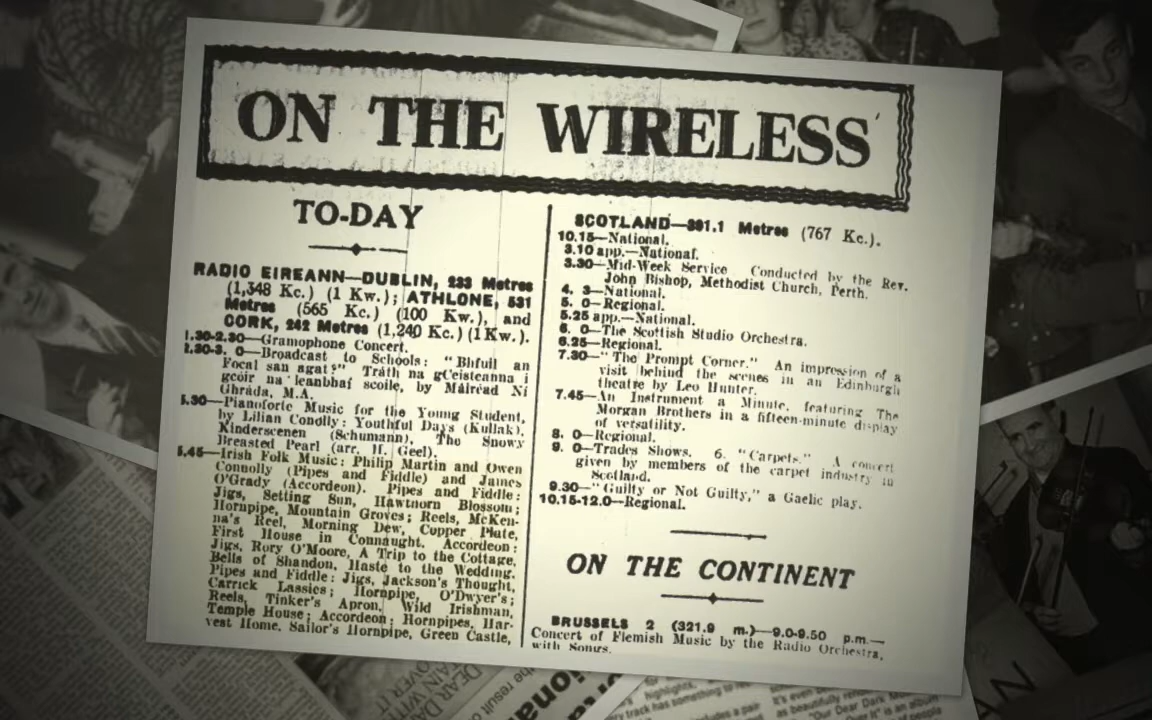 ON THE WIRELESS
TO-DAY
RADIO EIREANN—DUBLIN, 233 Metres
(1,348 Kc.) (1 Kw.); ATHLONE, 531
Metres (565 Kc.) (100 Kw.), and
CORK, 242 Metres (1,240 Kc.) (1 Kw.).
1.30-2.30—Gramophone Concert.
2.30-3. 0—Broadcast to Schools: "Bhfuil an
Focal san agat?" Tráth na gCeisteanna i
gcóir na leanbhaí scoile, by Máiréad Ní
Ghráda, M.A.
5.30—Pianoforte Music for the Young Student,
by Lilian Conolly: Youthful Days (Kullak),
Kinderscenen (Schumann), The Snowy
Breasted Pearl (arr. H. Geel).
5.45—Irish Folk Music: Philip Martin and Owen
Connolly (Pipes and Fiddle) and James
O'Grady (Accordeon). Pipes and Fiddle:
Jigs, Setting Sun, Hawthorn Blossom;
Hornpipe, Mountain Groves; Reels, McKen-
na's Reel, Morning Dew, Copper Plate,
First House in Connaught. Accordeon:
Jigs, Rory O'Moore, A Trip to the Cottage,
Bells of Shandon, Haste to the Wedding.
Pipes and Fiddle: Jigs, Jackson's Thought,
Carrick Lassies; Hornpipe, O'Dwyer's;
Reels, Tinker's Apron, Wild Irishman,
Temple House; Accordeon; Hornpipes, Har-
vest Home, Sailor's Hornpipe, Green Castle,
SCOTLAND—391.1 Metres (767 Kc.).
10.15—National.
3.10 app.—National.
3.30—Mid-Week Service Conducted by the Rev.
John Bishop, Methodist Church, Perth.
4. 3—National.
5. 0—Regional.
5.25 app.—National.
6. 0—The Scottish Studio Orchestra.
6.25—Regional.
7.30—"The Prompt Corner." An impression of a
visit behind the scenes in an Edinburgh
theatre by Leo Hunter.
7.45—An Instrument a Minute, featuring The
Morgan Brothers in a fifteen-minute display
of versatility.
8. 0—Regional.
9. 0—Trades Shows. 6. "Carpets." A concert
given by members of the carpet industry in
Scotland.
9.30—"Guilty or Not Guilty," a Gaelic play.
10.15-12.0—Regional.
ON THE CONTINENT
BRUSSELS 2 (321.9 m.)—9.0-9.50 p.m.—
Concert of Flemish Music by the Radio Orchestra,
with Songs.